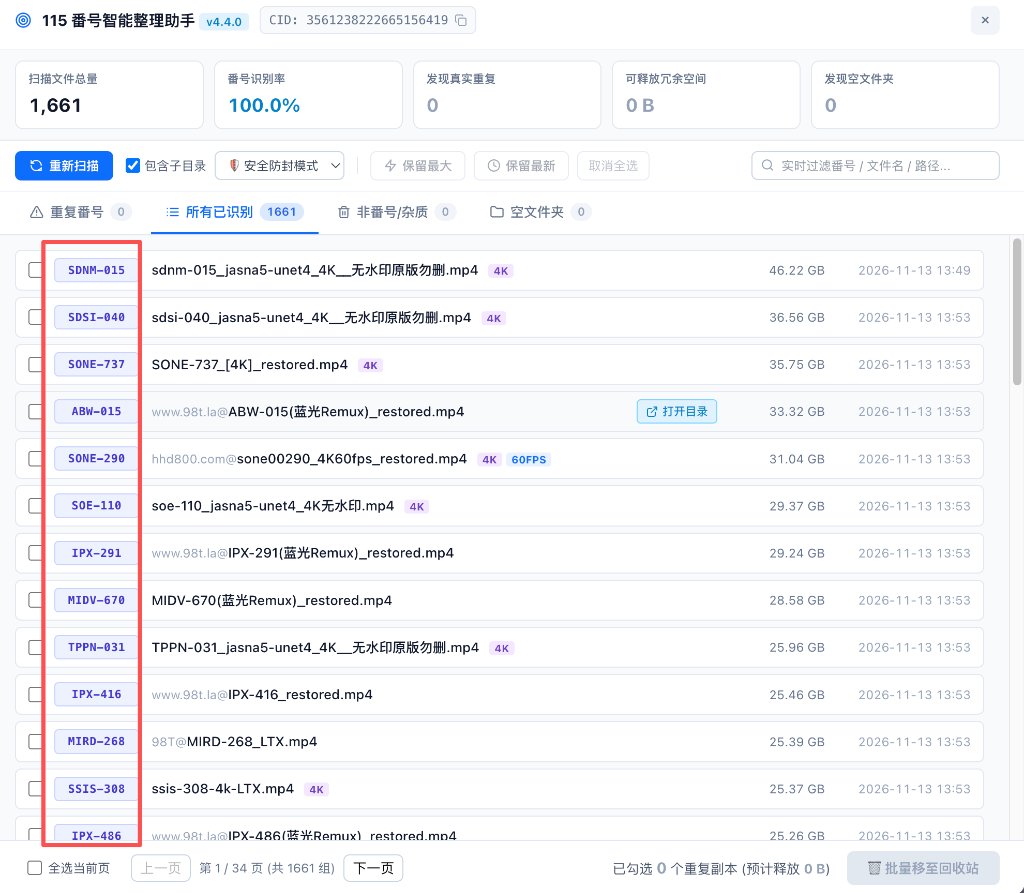 115 番号智能整理助手 v4.4.0 CID: 3561238222665156419
扫描文件总量 番号识别率 发现真实重复 可释放冗余空间 发现空文件夹
1,661 100.0% 0 0 B 0
重新扫描 包含子目录 安全防封模式 保留最大 保留最新 取消全选 实时过滤番号 / 文件名 / 路径...
重复番号 0 所有已识别 1661 非番号/杂质 0 空文件夹 0
SDNM-015 sdnm-015_jasna5-unet4_4K__无水印原版勿删.mp4 4K 46.22 GB 2026-11-13 13:49
SDSI-040 sdsi-040_jasna5-unet4_4K__无水印原版勿删.mp4 4K 36.56 GB 2026-11-13 13:53
SONE-737 SONE-737_[4K]_restored.mp4 4K 35.75 GB 2026-11-13 13:53
ABW-015 www.98t.la@ABW-015(蓝光Remux)_restored.mp4 打开目录 33.32 GB 2026-11-13 13:53
SONE-290 hhd800.com@sone00290_4K60fps_restored.mp4 4K 60FPS 31.04 GB 2026-11-13 13:53
SOE-110 soe-110_jasna5-unet4_4K无水印.mp4 4K 29.37 GB 2026-11-13 13:53
IPX-291 www.98t.la@IPX-291(蓝光Remux)_restored.mp4 29.24 GB 2026-11-13 13:53
MIDV-670 MIDV-670(蓝光Remux)_restored.mp4 28.58 GB 2026-11-13 13:53
TPPN-031 TPPN-031_jasna5-unet4_4K__无水印原版勿删.mp4 4K 25.96 GB 2026-11-13 13:53
IPX-416 www.98t.la@IPX-416_restored.mp4 25.46 GB 2026-11-13 13:53
MIRD-268 98T@MIRD-268_LTX.mp4 25.39 GB 2026-11-13 13:53
SSIS-308 ssis-308-4k-LTX.mp4 4K 25.37 GB 2026-11-13 13:53
IPX-486 www.98t.la@IPX-486(蓝光Remux)_restored.mp4 25.26 GB 2026-11-13 13:53
全选当前页 上一页 第 1 / 34 页 (共 1661 组) 下一页 已勾选 0 个重复副本 (预计释放 0 B) 批量移至回收站